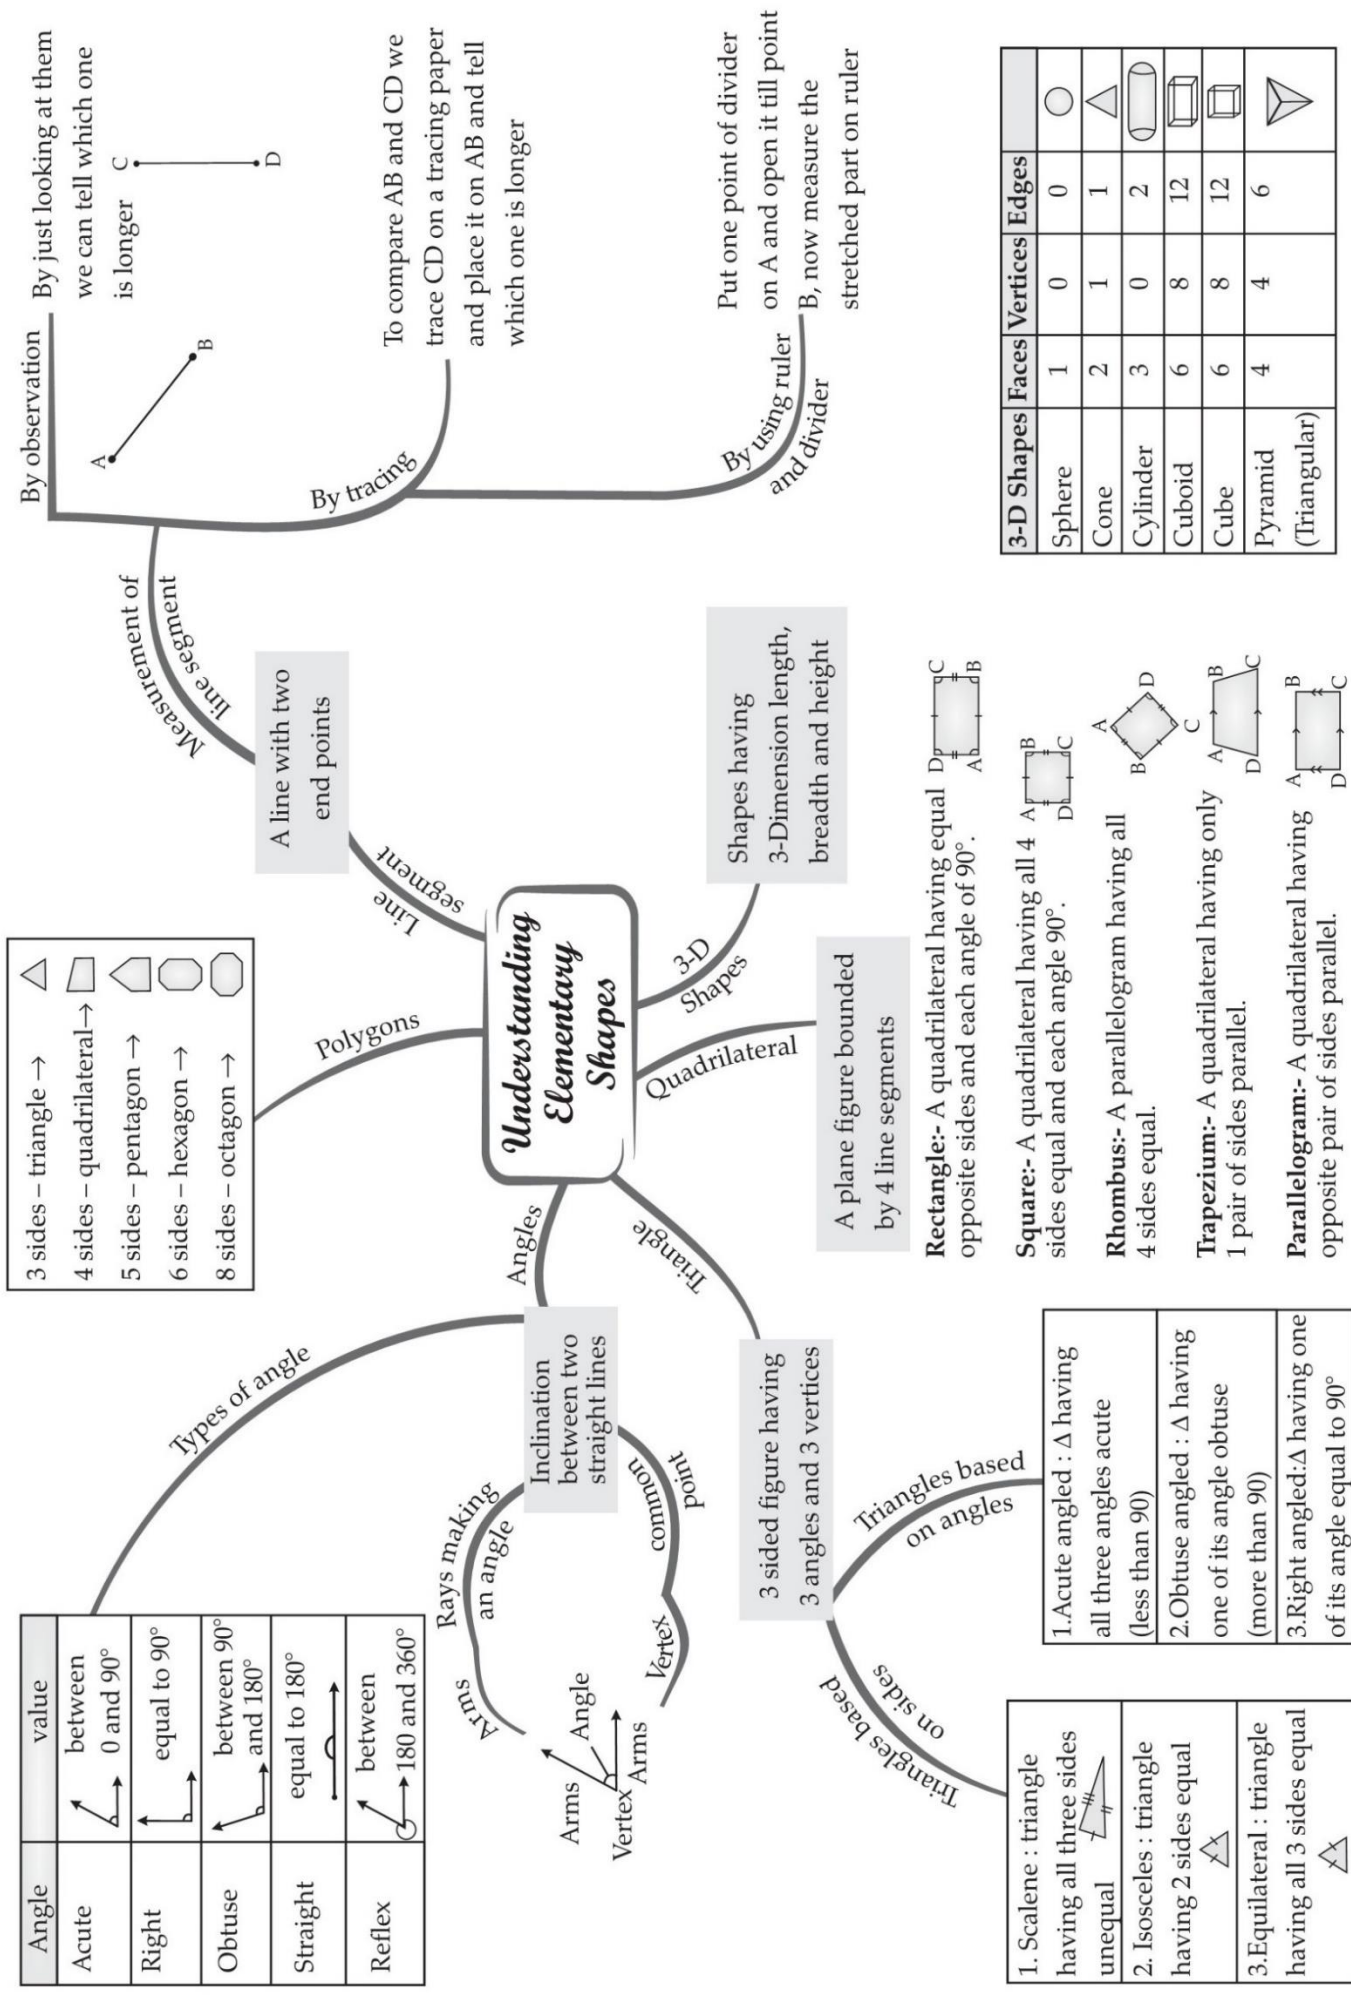 Understanding
Elementary
Shapes
Angles
Inclination
between two
straight lines
Types of angle
Angle value
Acute between
0 and 90°
Right equal to 90°
Obtuse between 90°
and 180°
Straight equal to 180°
Reflex between
180 and 360°
Rays making
an angle
Arms
common
point
Vertex
Arms
Angle
Vertex
Arms
Polygons
3 sides – triangle →
4 sides – quadrilateral→
5 sides – pentagon →
6 sides – hexagon →
8 sides – octagon →
Line
segment
A line with two
end points
Measurement of
line segment
By observation
By just looking at them
we can tell which one
is longer
A
B
C
D
By tracing
To compare AB and CD we
trace CD on a tracing paper
and place it on AB and tell
which one is longer
By using ruler
and divider
Put one point of divider
on A and open it till point
B, now measure the
stretched part on ruler
3-D
Shapes
Shapes having
3-Dimension length,
breadth and height
3-D Shapes Faces Vertices Edges
Sphere 1 0 0
Cone 2 1 1
Cylinder 3 0 2
Cuboid 6 8 12
Cube 6 8 12
Pyramid 4 4 6
(Triangular)
Quadrilateral
A plane figure bounded
by 4 line segments
Rectangle:- A quadrilateral having equal
opposite sides and each angle of 90°.
D C
A B
Square:- A quadrilateral having all 4
sides equal and each angle 90°.
A B
D C
Rhombus:- A parallelogram having all
4 sides equal.
A
B D
C
Trapezium:- A quadrilateral having only
1 pair of sides parallel.
A B
D C
Parallelogram:- A quadrilateral having
opposite pair of sides parallel.
A B
D C
Triangle
3 sided figure having
3 angles and 3 vertices
Triangles based
on angles
1.Acute angled : Δ having
all three angles acute
(less than 90)
2.Obtuse angled : Δ having
one of its angle obtuse
(more than 90)
3.Right angled:Δ having one
of its angle equal to 90°
Triangles based
on sides
1. Scalene : triangle
having all three sides
unequal
2. Isosceles : triangle
having 2 sides equal
3.Equilateral : triangle
having all 3 sides equal